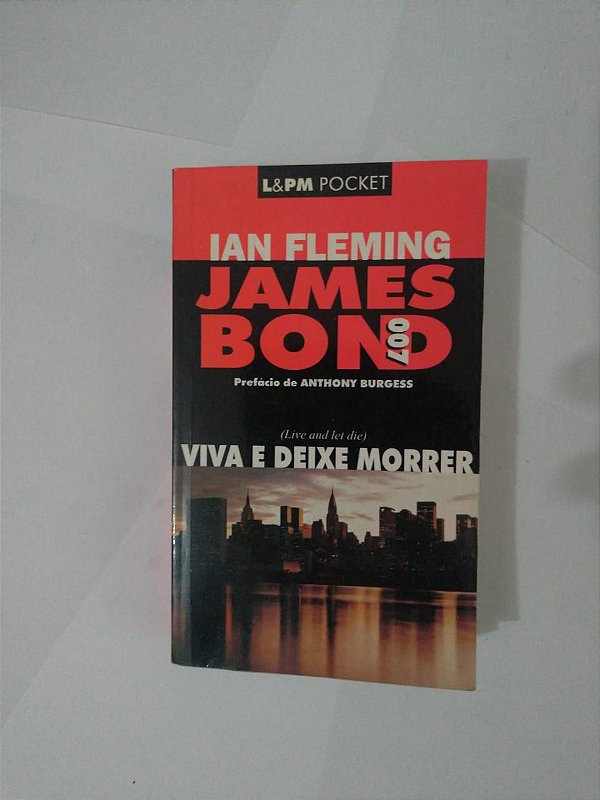 L&PM POCKET
IAN FLEMING
JAMES
BOND
007
Prefácio de ANTHONY BURGESS
(Live and let die)
VIVA E DEIXE MORRER